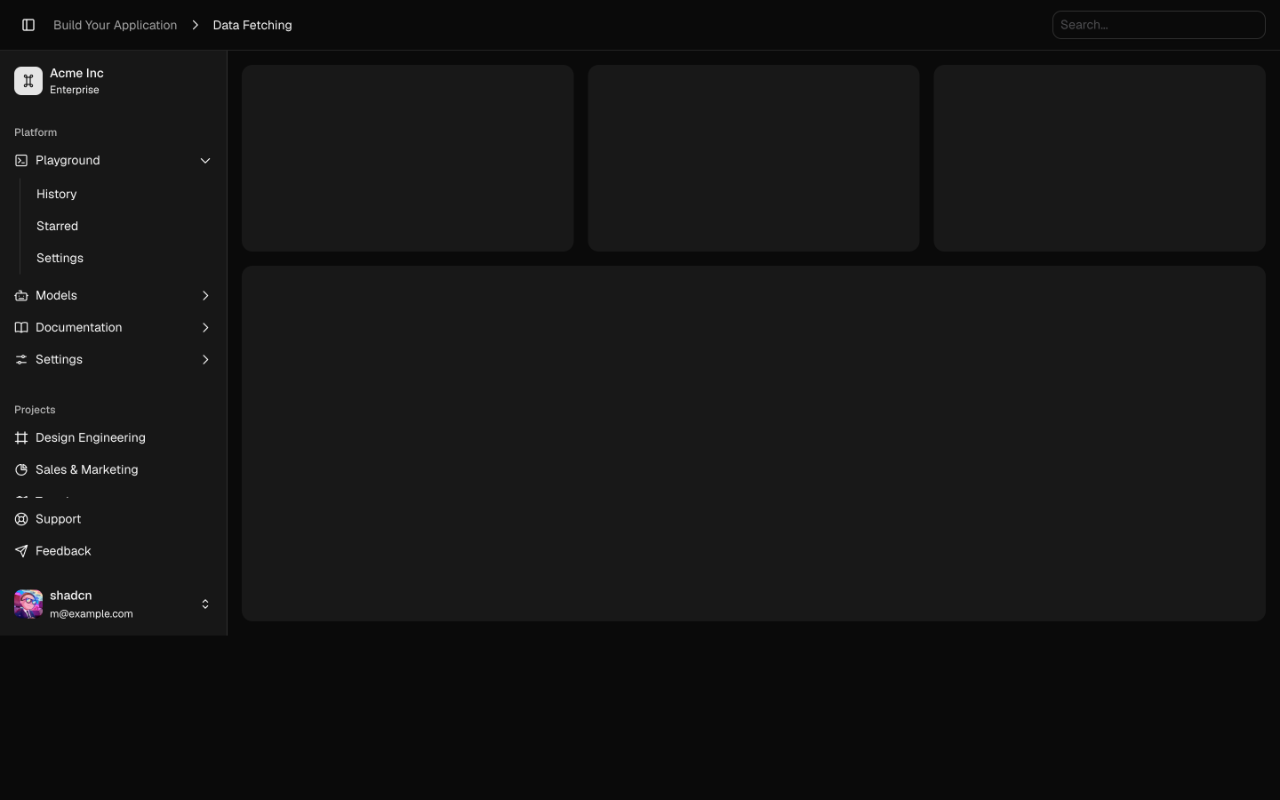 Build Your Application
Data Fetching
Search...
Acme Inc
Enterprise
Platform
Playground
History
Starred
Settings
Models
Documentation
Settings
Projects
Design Engineering
Sales & Marketing
Support
Feedback
shadcn
m@example.com